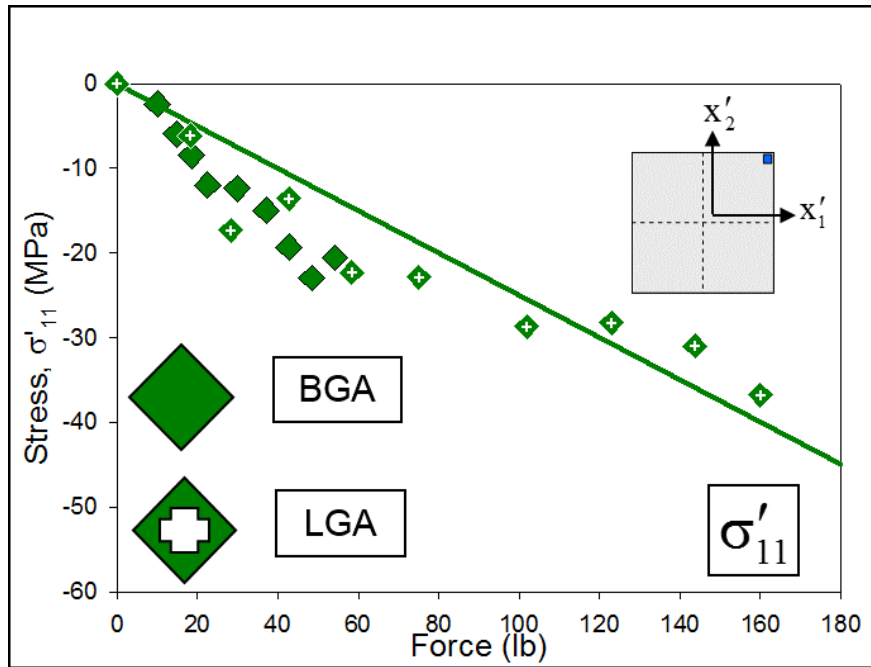 0
-10
-20
-30
-40
-50
-60
Stress, σ'₁₁ (MPa)
x′₂
x′₁
BGA
LGA
σ′₁₁
0 20 40 60 80 100 120 140 160 180
Force (lb)